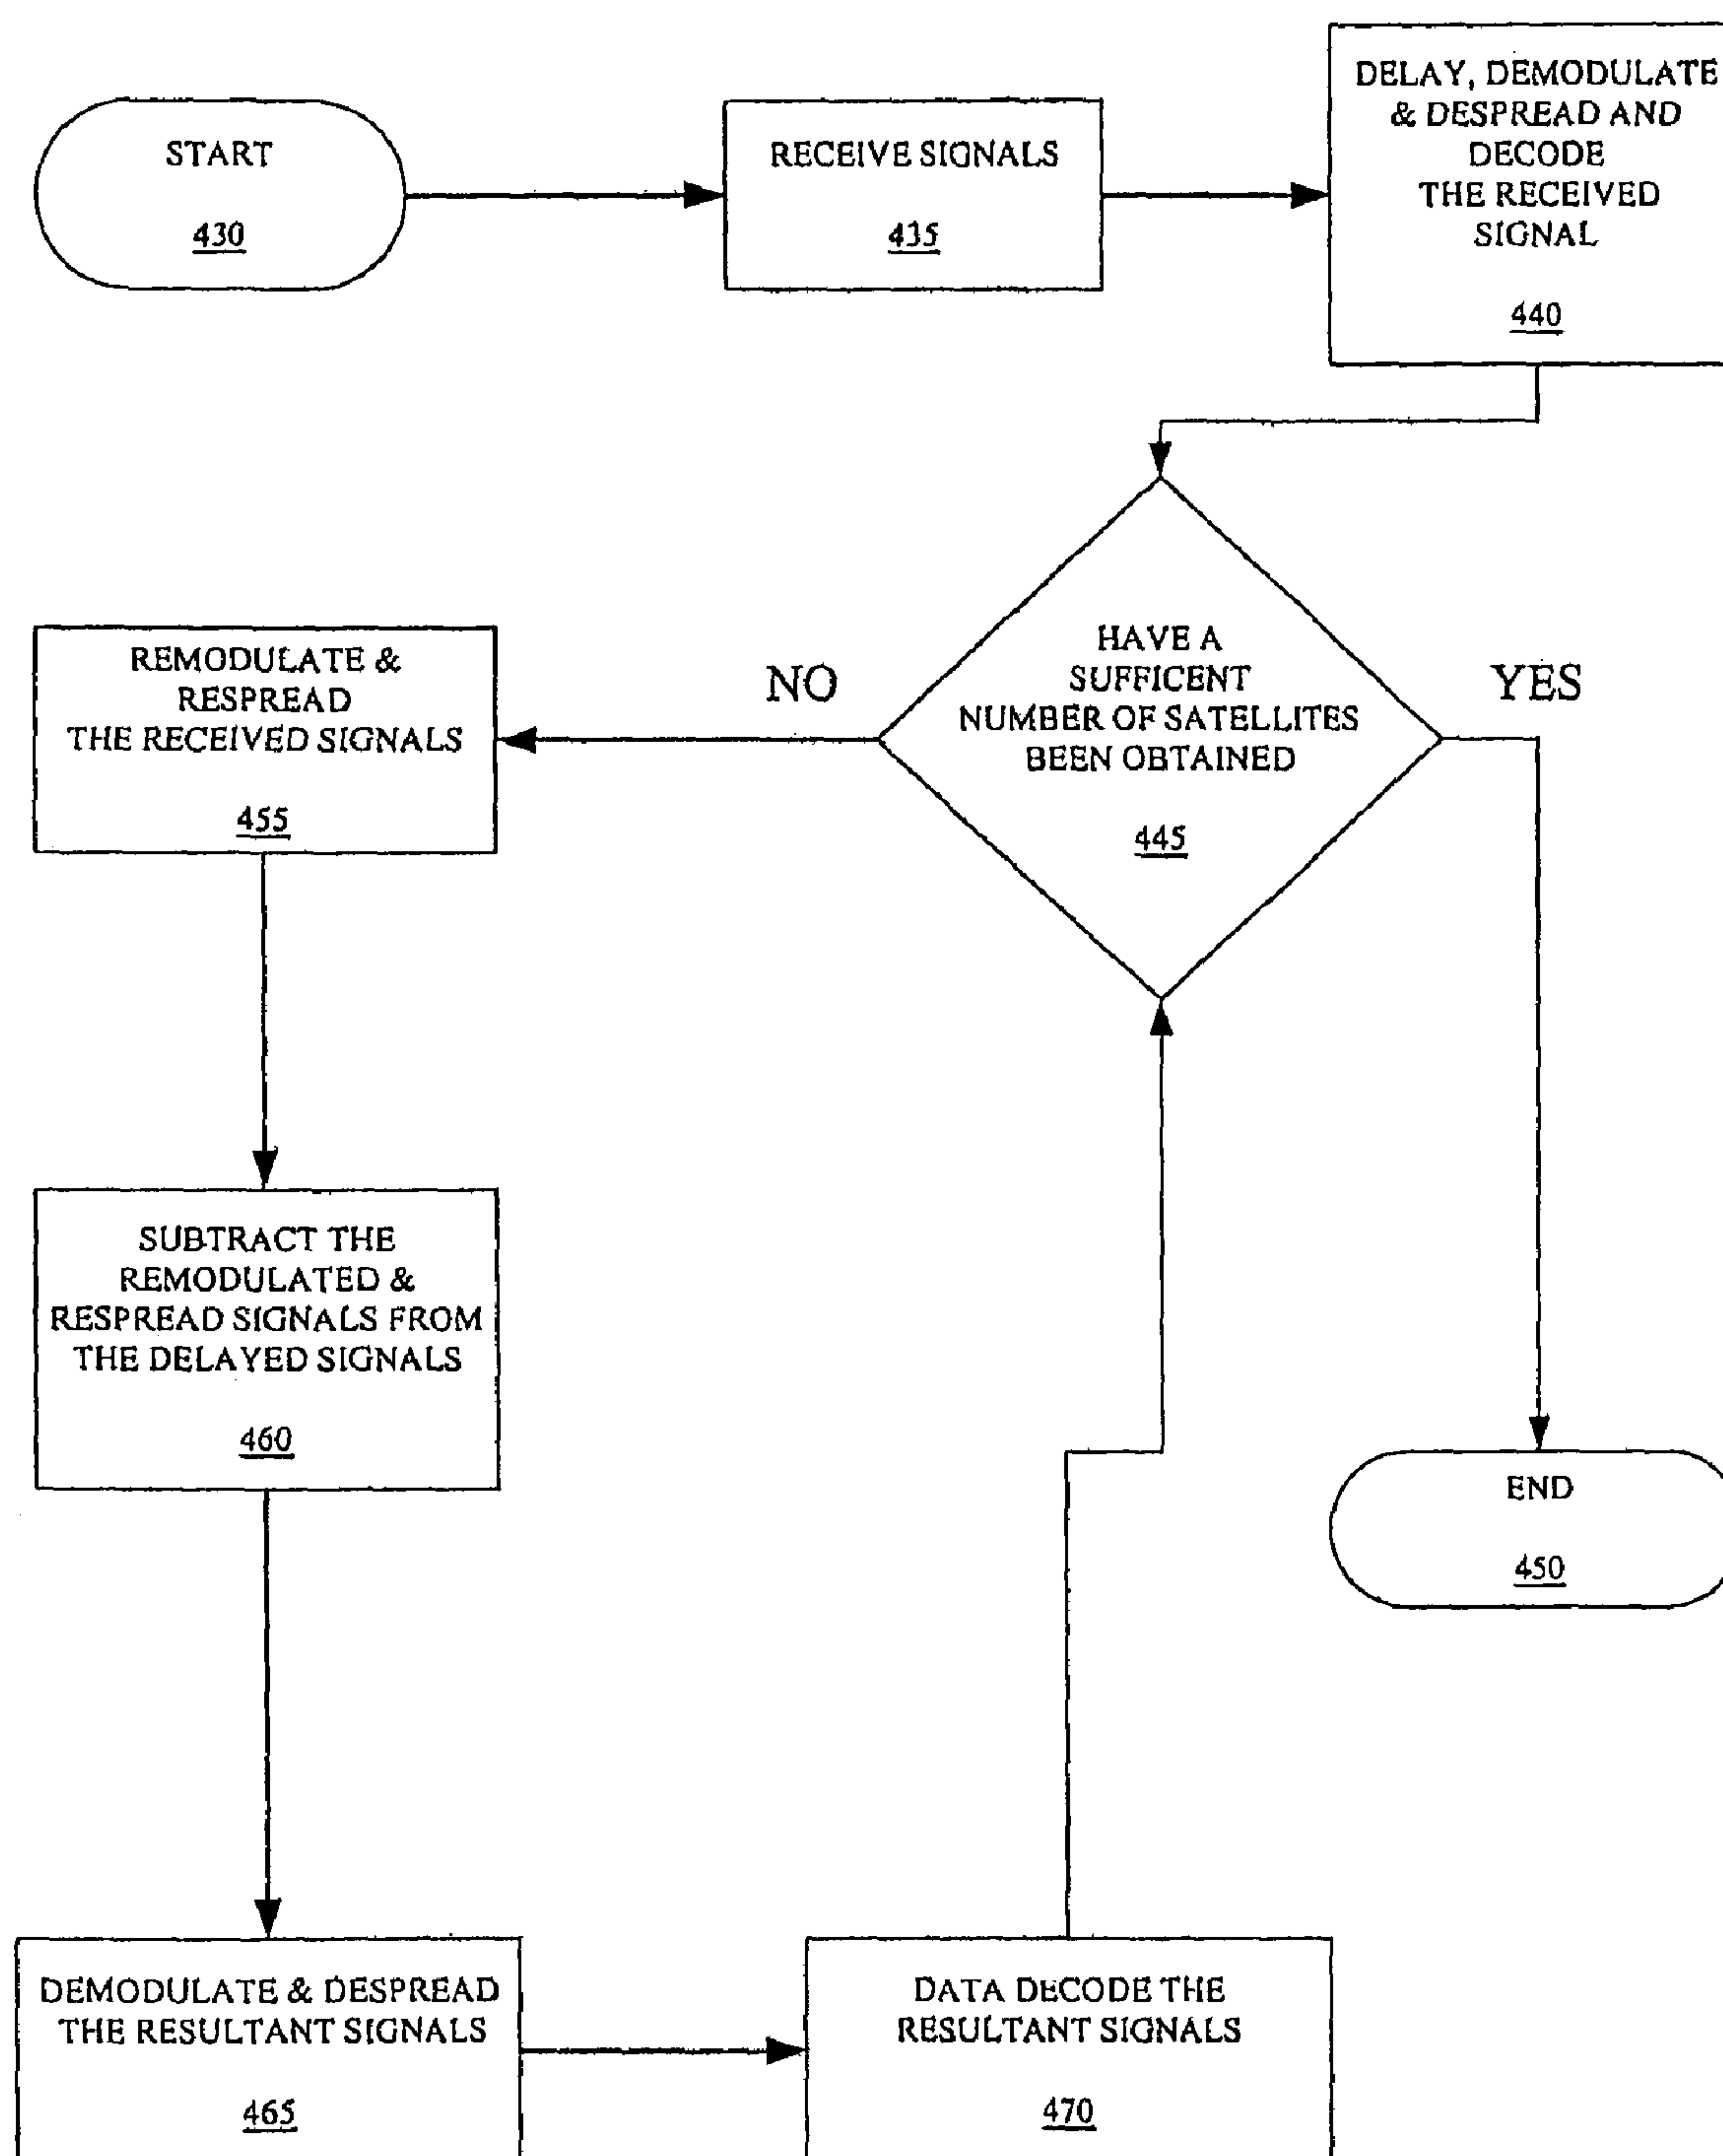 START
430
RECEIVE SIGNALS
435
DELAY, DEMODULATE
& DESPREAD AND
DECODE
THE RECEIVED
SIGNAL
440
HAVE A
SUFFICENT
NUMBER OF SATELLITES
BEEN OBTAINED
445
NO
YES
REMODULATE &
RESPREAD
THE RECEIVED SIGNALS
455
SUBTRACT THE
REMODULATED &
RESPREAD SIGNALS FROM
THE DELAYED SIGNALS
460
END
450
DEMODULATE & DESPREAD
THE RESULTANT SIGNALS
465
DATA DECODE THE
RESULTANT SIGNALS
470